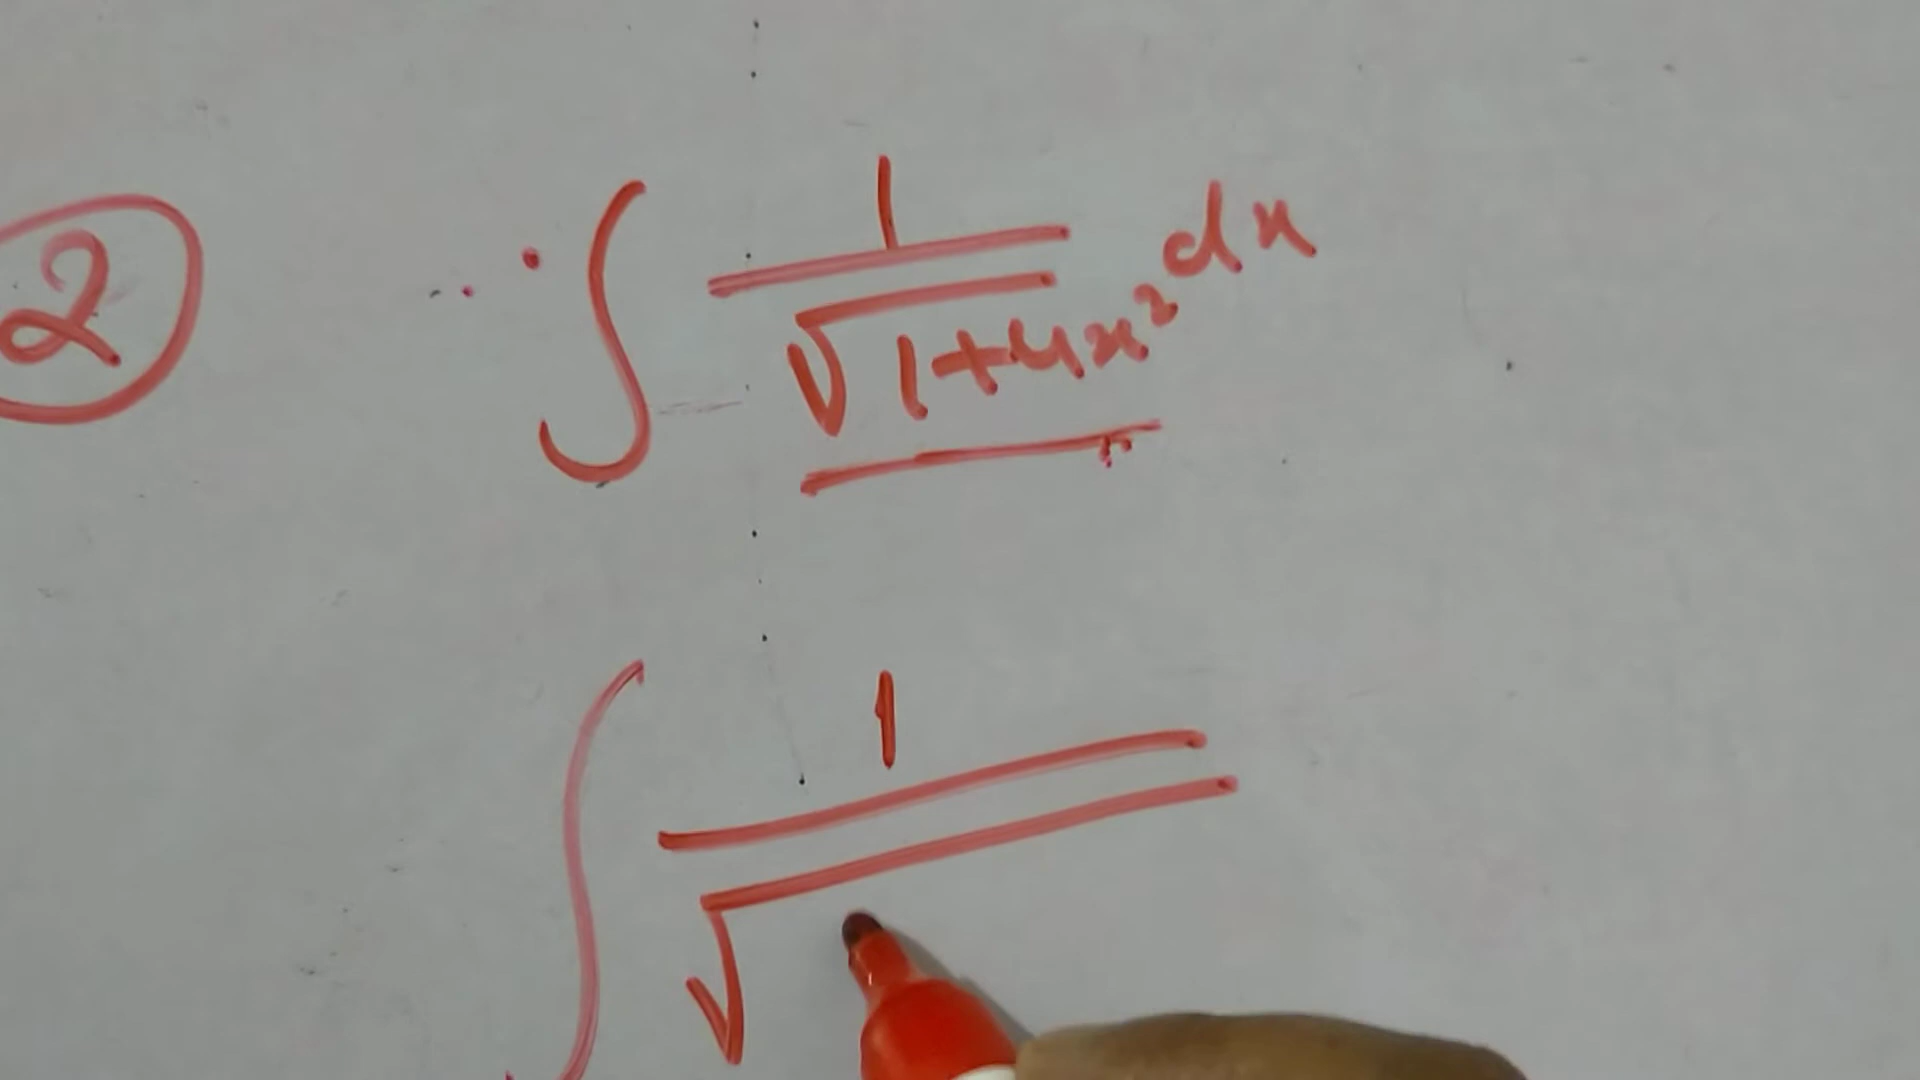 2 ∫ 1/√(1+4x²) dx
∫ 1/√